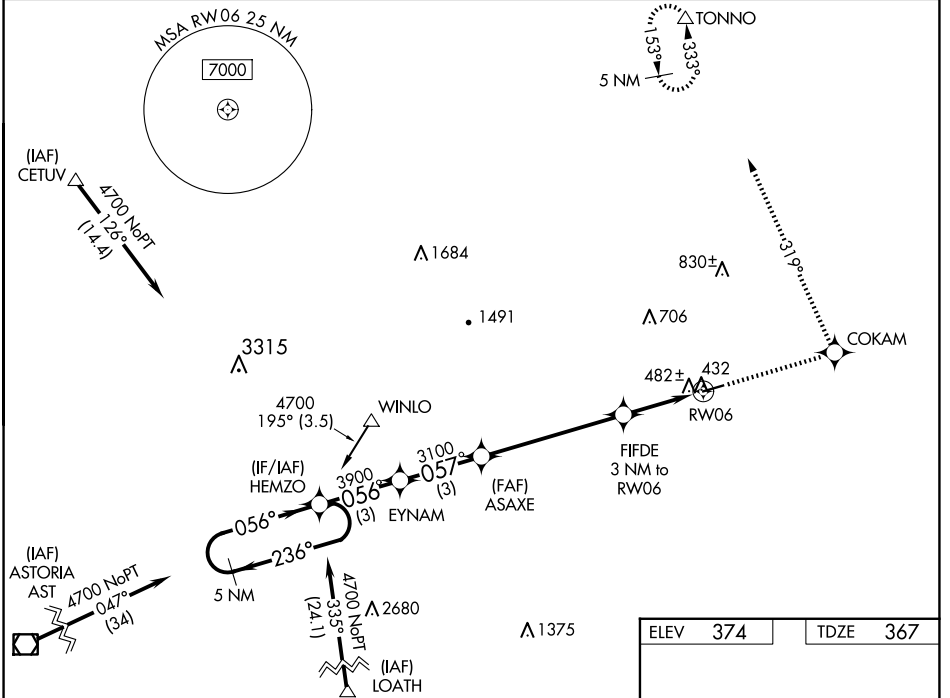 MSA RW06 25 NM
7000
TONNO
153°
333°
5 NM
(IAF)
CETUV
4700 NoPT
126°
(14.4)
1684
830±
319°
1491
706
COKAM
3315
482±
432
RW06
4700
195° (3.5)
WINLO
FIFDE
3 NM to
RW06
(IF/IAF)
HEMZO
3900
056°
(3)
3100
057°
(3)
EYNAM
(FAF)
ASAXE
056°
236°
5 NM
(IAF)
ASTORIA
AST
4700 NoPT
047°
(34)
4700 NoPT
335°
(24.1)
2680
1375
(IAF)
LOATH
ELEV 374
TDZE 367